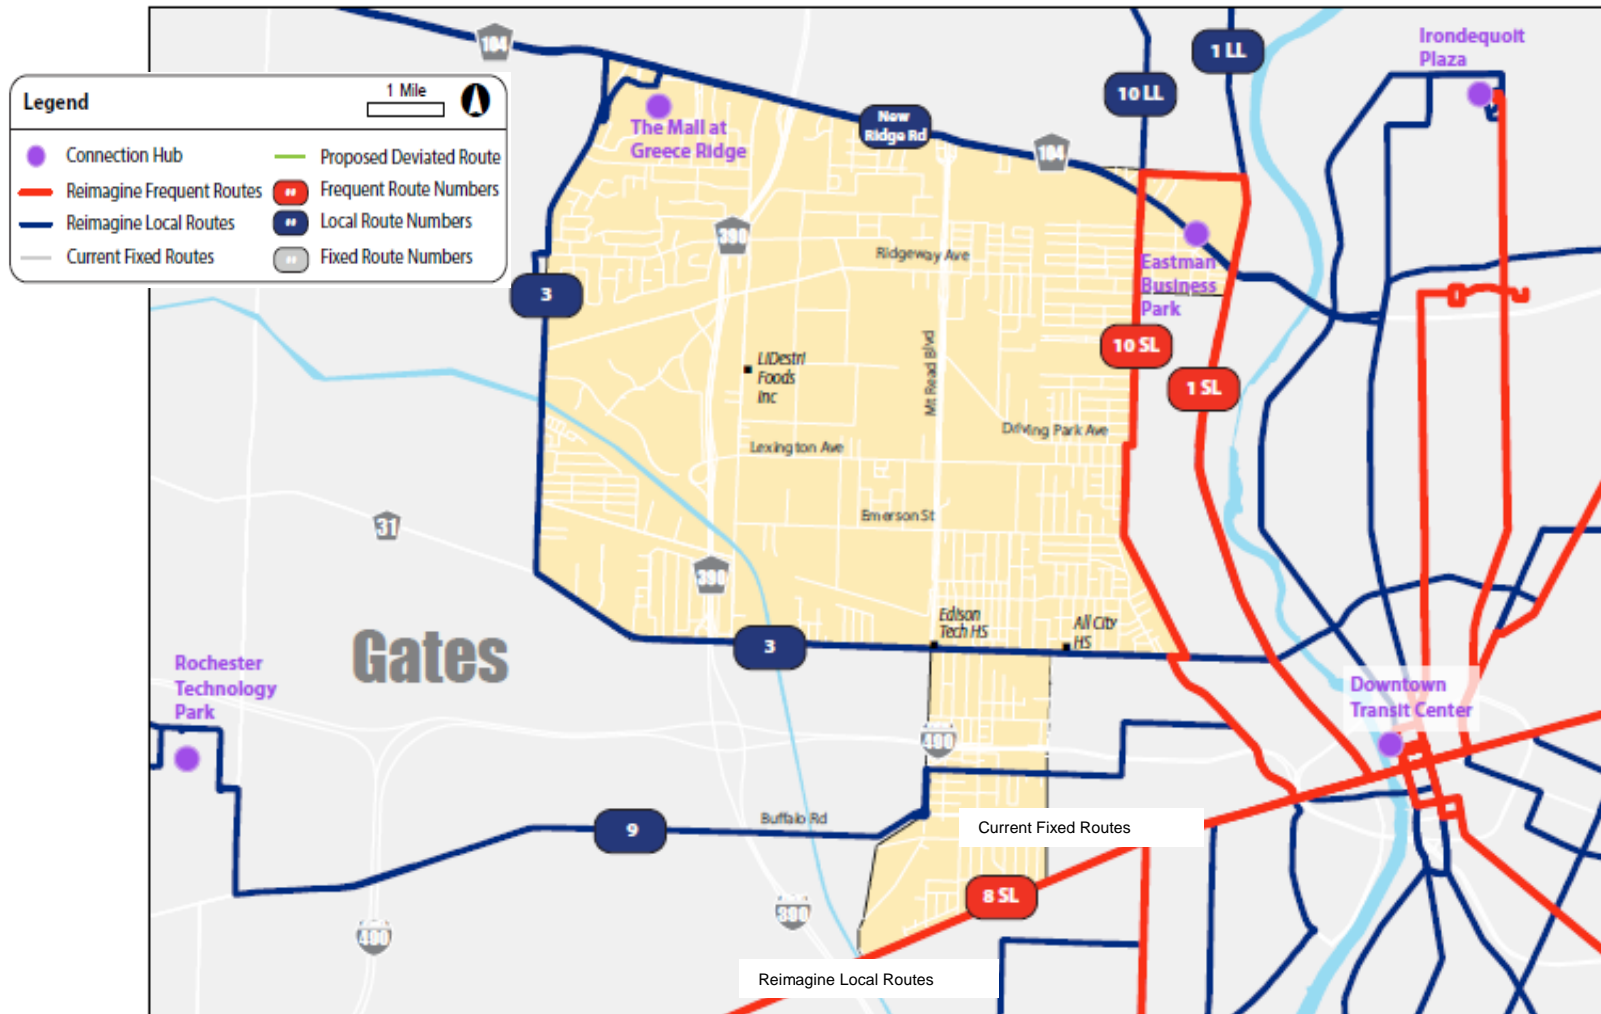 104
1 LL
10 LL
Irondequoit
Plaza
Legend
1 Mile
Connection Hub
Proposed Deviated Route
Reimagine Frequent Routes
##
Frequent Route Numbers
Reimagine Local Routes
##
Local Route Numbers
Current Fixed Routes
##
Fixed Route Numbers
The Mall at
Greece Ridge
New
Ridge Rd
104
390
Ridgeway Ave
Eastman
Business
Park
3
10 SL
1 SL
LiDestri
Foods
Inc
Mt Read Blvd
Driving Park Ave
Lexington Ave
Emerson St
31
390
Edison
Tech HS
All City
HS
Gates
3
Rochester
Technology
Park
Downtown
Transit Center
490
Buffalo Rd
9
Current Fixed Routes
8 SL
390
490
Reimagine Local Routes